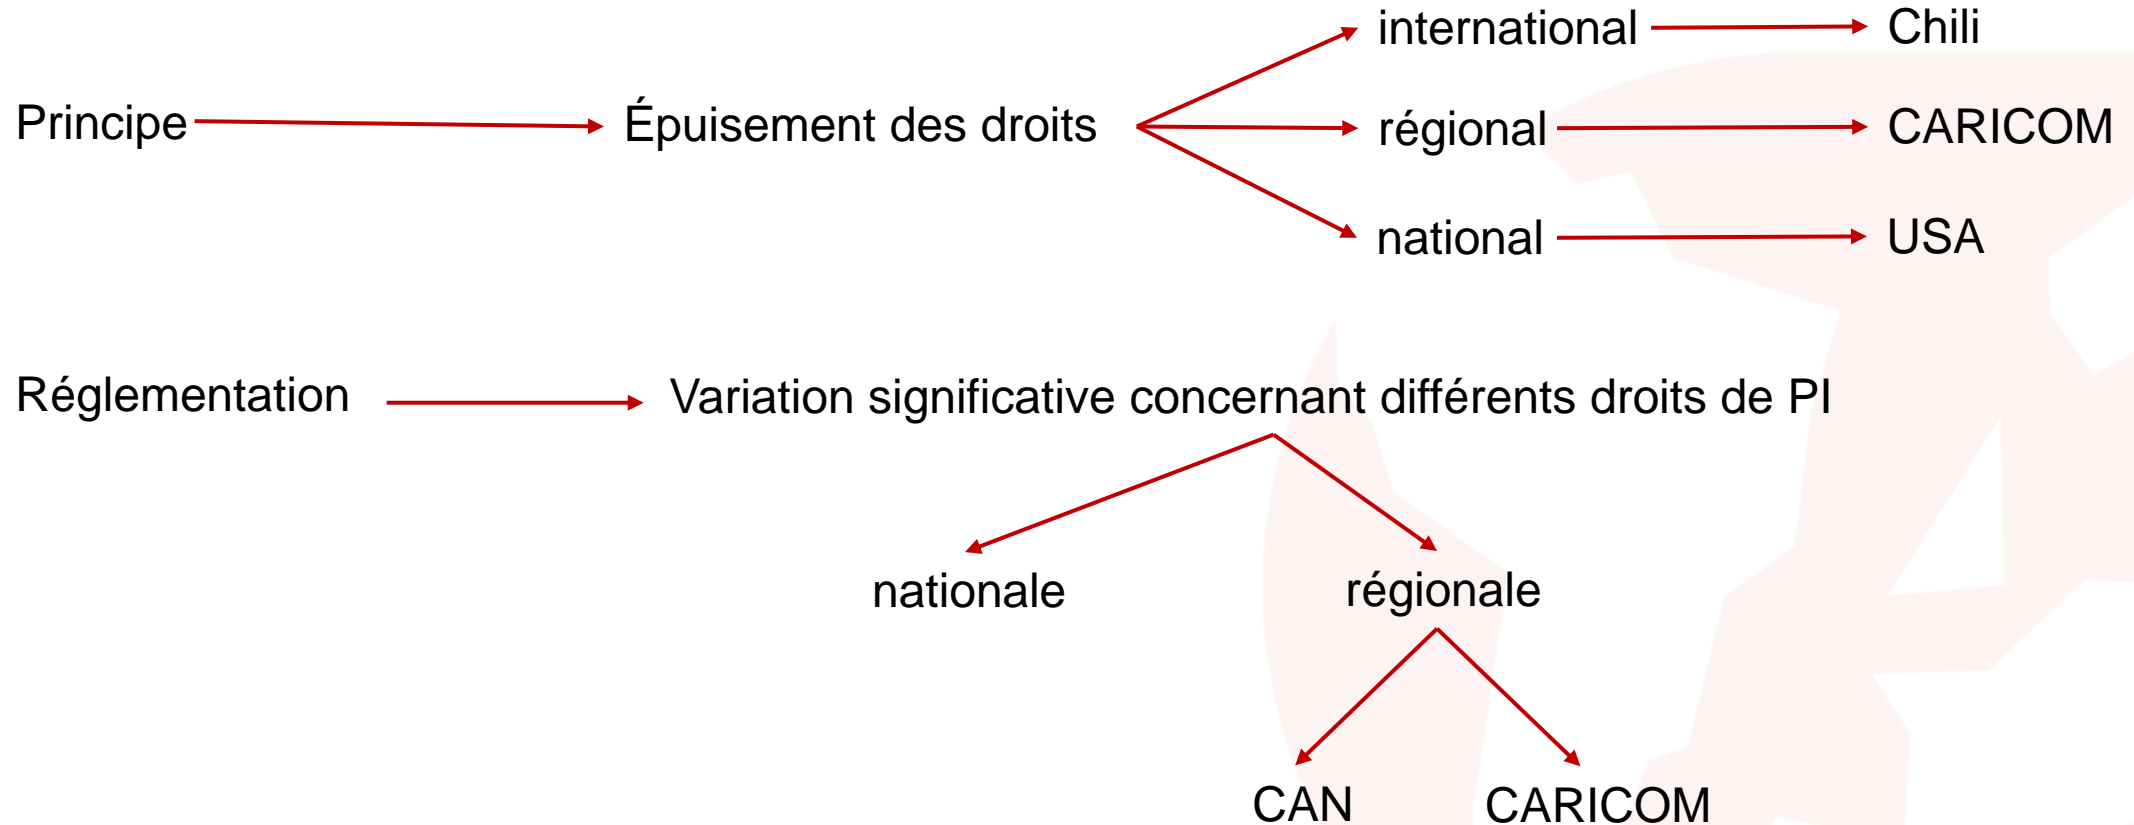 international
Chili
Principe
Épuisement des droits
régional
CARICOM
national
USA
Réglementation
Variation significative concernant différents droits de PI
nationale
régionale
CAN
CARICOM